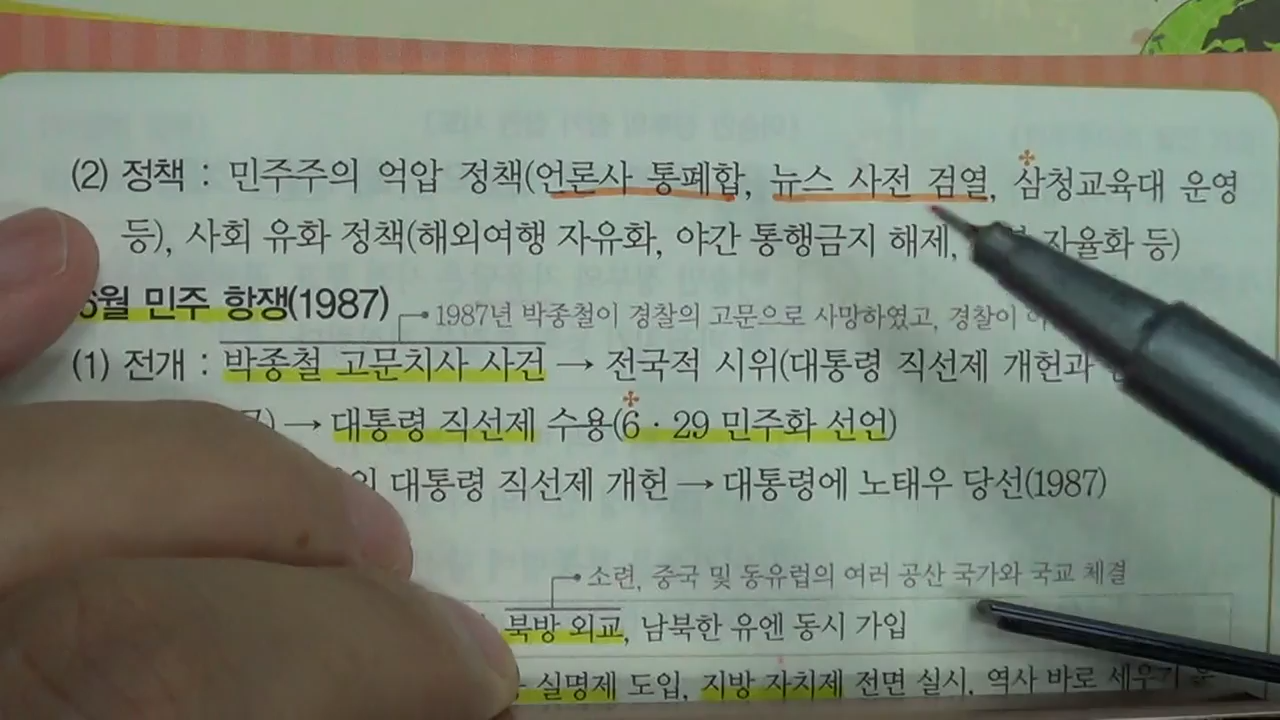 (2) 정책 : 민주주의 억압 정책(언론사 통폐합, 뉴스 사전 검열, 삼청교육대 운영
등), 사회 유화 정책(해외여행 자유화, 야간 통행금지 해제, 자율화 등)
6월 민주 항쟁(1987)
1987년 박종철이 경찰의 고문으로 사망하였고, 경찰이
(1) 전개 : 박종철 고문치사 사건 → 전국적 시위(대통령 직선제 개헌과
→ 대통령 직선제 수용(6·29 민주화 선언)
대통령 직선제 개헌 → 대통령에 노태우 당선(1987)
소련, 중국 및 동유럽의 여러 공산 국가와 국교 체결
북방 외교, 남북한 유엔 동시 가입
실명제 도입, 지방 자치제 전면 실시, 역사 바로 세우기